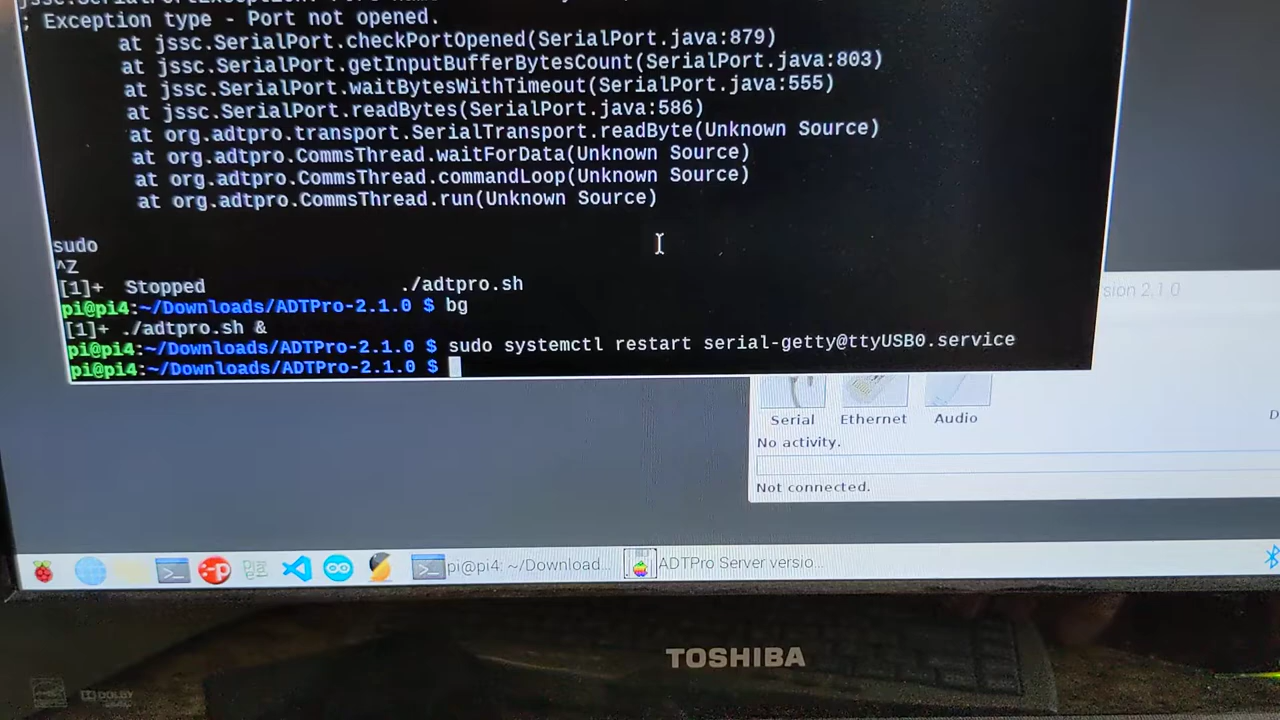 ; Exception type - Port not opened.
at jssc.SerialPort.checkPortOpened(SerialPort.java:879)
at jssc.SerialPort.getInputBufferBytesCount(SerialPort.java:803)
at jssc.SerialPort.waitBytesWithTimeout(SerialPort.java:555)
at jssc.SerialPort.readBytes(SerialPort.java:586)
at org.adtpro.transport.SerialTransport.readByte(Unknown Source)
at org.adtpro.CommsThread.waitForData(Unknown Source)
at org.adtpro.CommsThread.commandLoop(Unknown Source)
at org.adtpro.CommsThread.run(Unknown Source)
sudo
^Z
[1]+ Stopped ./adtpro.sh
pi@pi4:~/Downloads/ADTPro-2.1.0 $ bg
[1]+ ./adtpro.sh &
pi@pi4:~/Downloads/ADTPro-2.1.0 $ sudo systemctl restart serial-getty@ttyUSB0.service
pi@pi4:~/Downloads/ADTPro-2.1.0 $
sion 2.1.0
Serial Ethernet Audio
No activity.
Not connected.
pi@pi4: ~/Download... ADTPro Server versio...
TOSHIBA
DOLBY